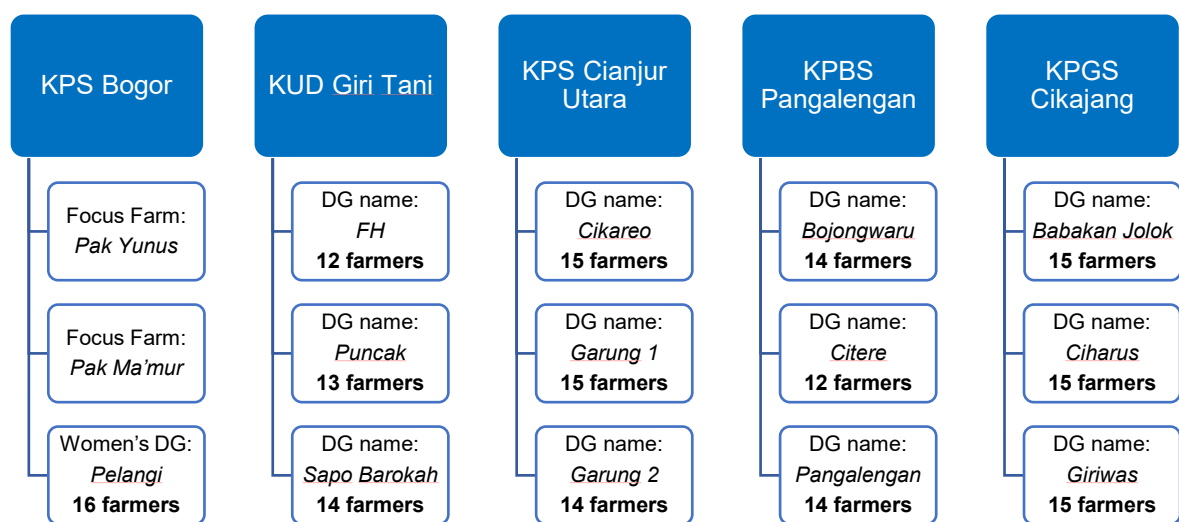 KPS Bogor
Focus Farm:
Pak Yunus
Focus Farm:
Pak Ma’mur
Women’s DG:
Pelangi
16 farmers
KUD Giri Tani
DG name:
FH
12 farmers
DG name:
Puncak
13 farmers
DG name:
Sapo Barokah
14 farmers
KPS Cianjur
Utara
DG name:
Cikareo
15 farmers
DG name:
Garung 1
15 farmers
DG name:
Garung 2
14 farmers
KPBS
Pangalengan
DG name:
Bojongwaru
14 farmers
DG name:
Citere
12 farmers
DG name:
Pangalengan
14 farmers
KPGS
Cikajang
DG name:
Babakan Jolok
15 farmers
DG name:
Ciharus
15 farmers
DG name:
Giriwas
15 farmers